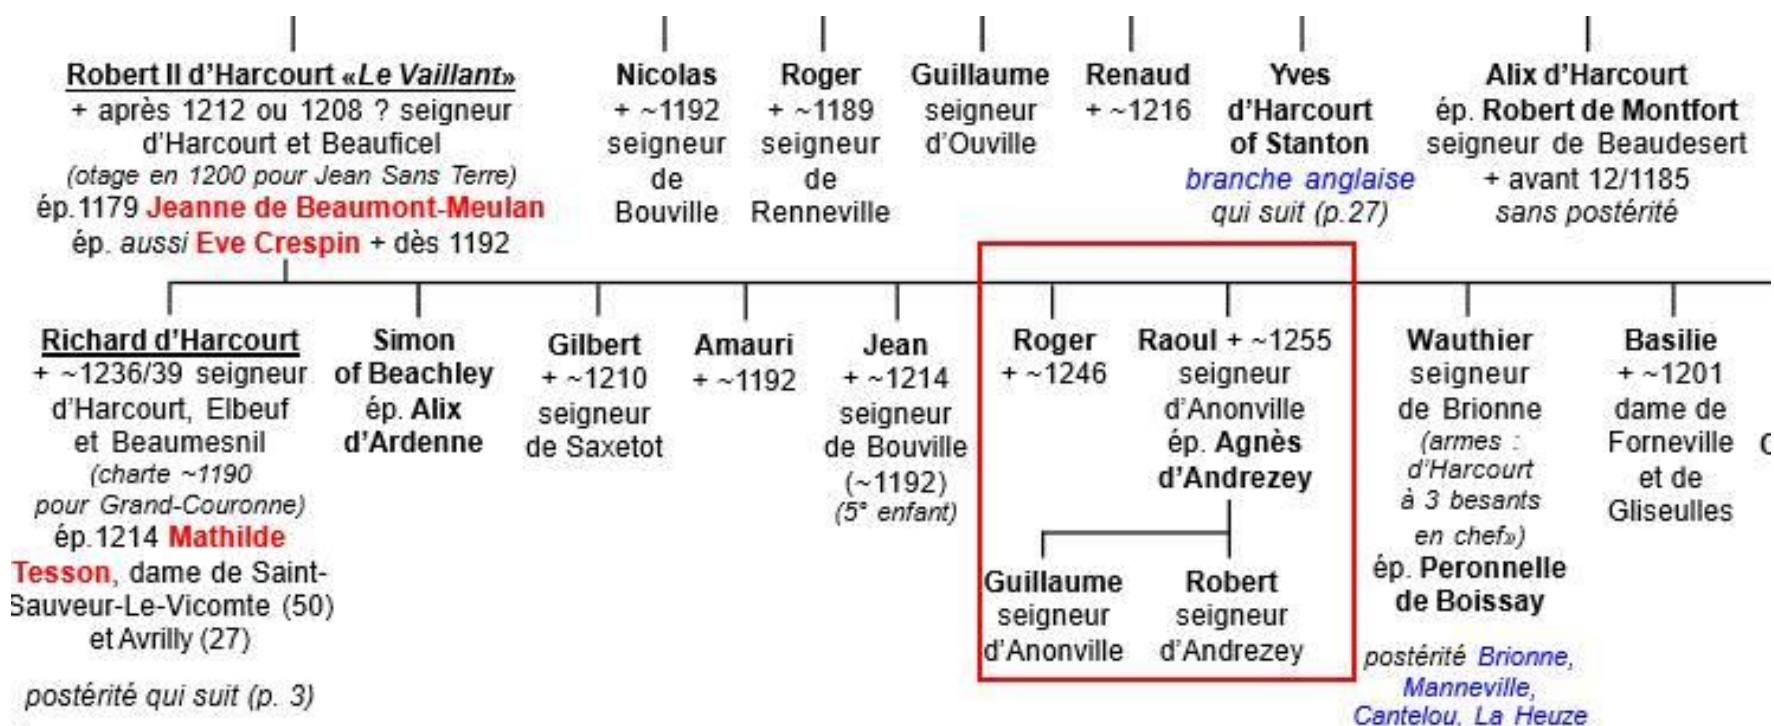 Robert II d’Harcourt «Le Vaillant»
+ après 1212 ou 1208 ? seigneur
d’Harcourt et Beauficel
(otage en 1200 pour Jean Sans Terre)
ép.1179 Jeanne de Beaumont-Meulan
ép. aussi Eve Crespin + dès 1192
Nicolas
+ ~1192
seigneur
de
Bouville
Roger
+ ~1189
seigneur
de
Renneville
Guillaume
seigneur
d’Ouville
Renaud
+ ~1216
Yves
d’Harcourt
of Stanton
branche anglaise
qui suit (p.27)
Alix d’Harcourt
ép. Robert de Montfort
seigneur de Beaudesert
+ avant 12/1185
sans postérité
Richard d’Harcourt
+ ~1236/39 seigneur
d’Harcourt, Elbeuf
et Beaumesnil
(charte ~1190
pour Grand-Couronne)
ép.1214 Mathilde
Tesson, dame de Saint-
Sauveur-Le-Vicomte (50)
et Avrilly (27)
postérité qui suit (p. 3)
Simon
of Beachley
ép. Alix
d’Ardenne
Gilbert
+ ~1210
seigneur
de Saxetot
Amauri
+ ~1192
Jean
+ ~1214
seigneur
de Bouville
(~1192)
(5° enfant)
Roger
+ ~1246
Raoul + ~1255
seigneur
d’Anonville
ép. Agnès
d’Andrezey
Guillaume
seigneur
d’Anonville
Robert
seigneur
d’Andrezey
Wauthier
seigneur
de Brionne
(armes :
d’Harcourt
à 3 besants
en chef»)
ép. Peronnelle
de Boissay
postérité Brionne,
Manneville,
Cantelou, La Heuze
Basilie
+ ~1201
dame de
Forneville
et de
Gliseulles